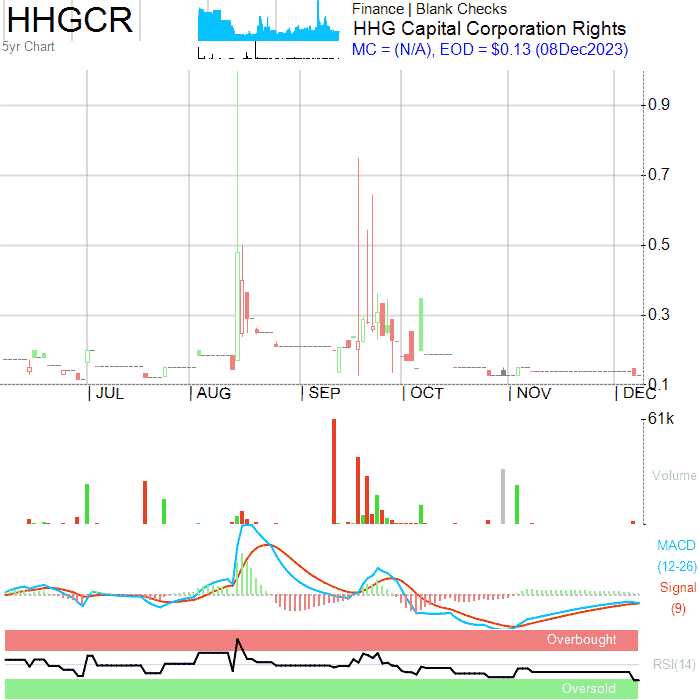 HHGCR
5yr Chart
Finance | Blank Checks
HHG Capital Corporation Rights
MC = (N/A), EOD = $0.13 (08Dec2023)
0.9
0.7
0.5
0.3
0.1
JUL AUG SEP OCT NOV DEC
61k
Volume
MACD
(12-26)
Signal
(9)
Overbought
RSI(14)
Oversold